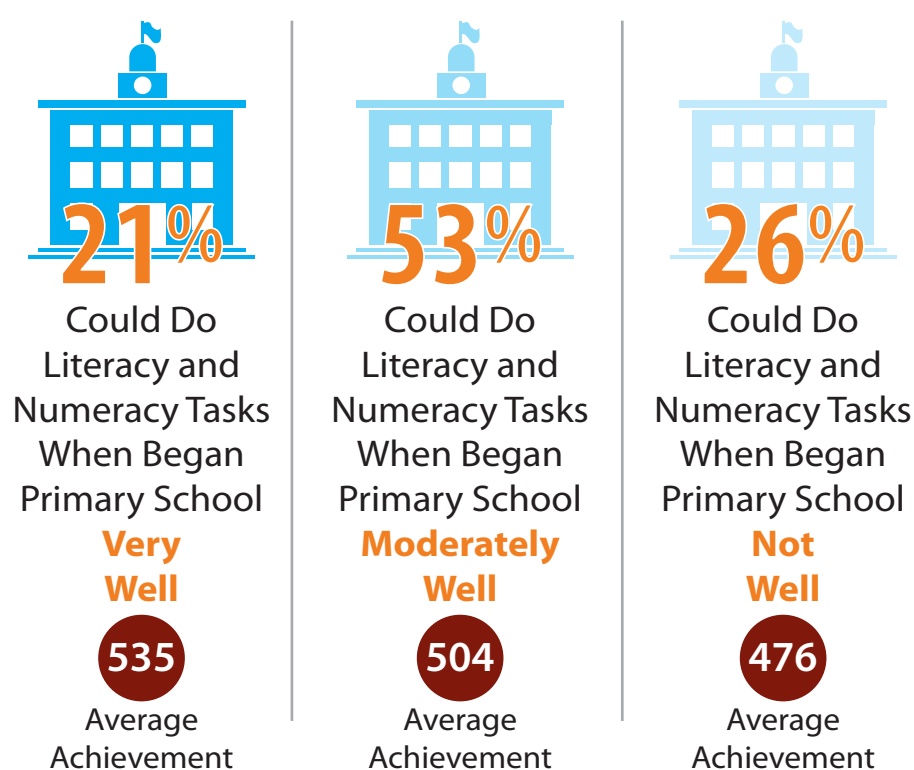 21%
Could Do
Literacy and
Numeracy Tasks
When Began
Primary School
Very
Well
535
Average
Achievement
53%
Could Do
Literacy and
Numeracy Tasks
When Began
Primary School
Moderately
Well
504
Average
Achievement
26%
Could Do
Literacy and
Numeracy Tasks
When Began
Primary School
Not
Well
476
Average
Achievement